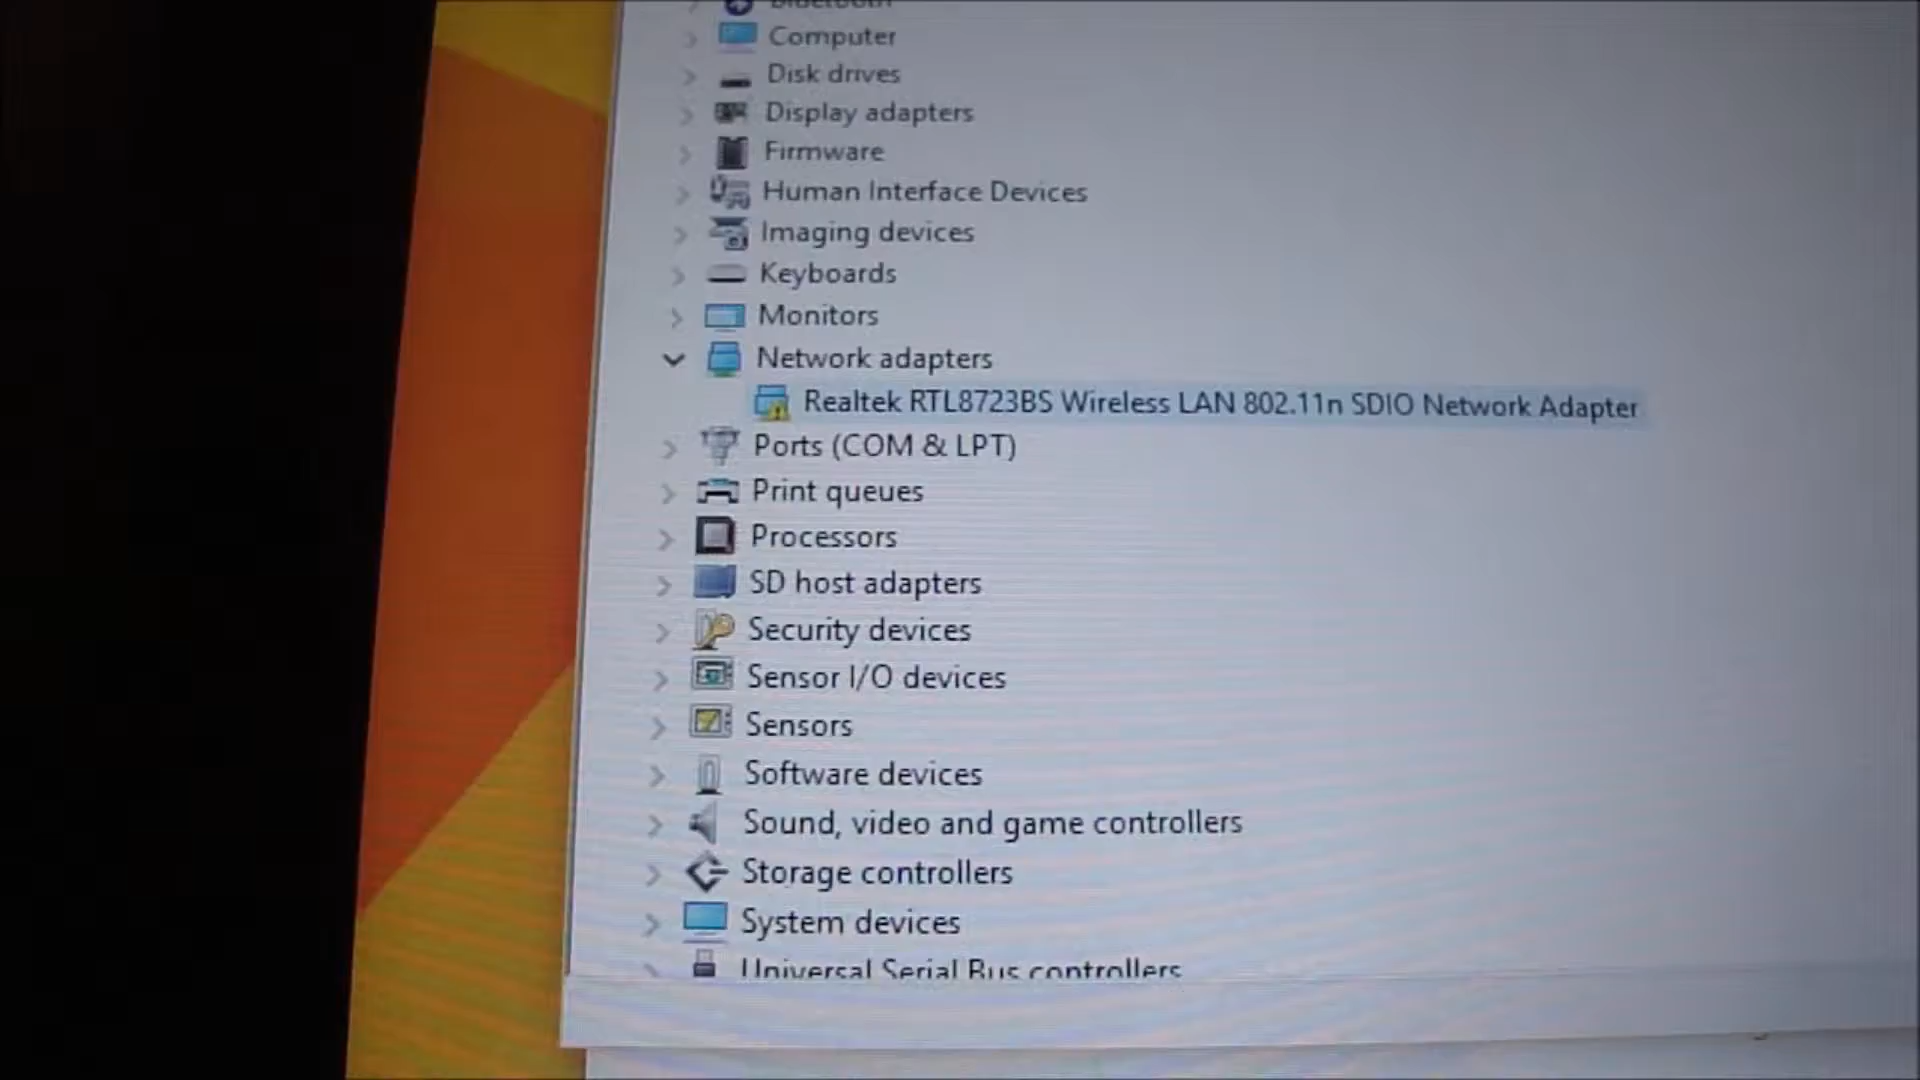 Bluetooth
Computer
Disk drives
Display adapters
Firmware
Human Interface Devices
Imaging devices
Keyboards
Monitors
Network adapters
Realtek RTL8723BS Wireless LAN 802.11n SDIO Network Adapter
Ports (COM & LPT)
Print queues
Processors
SD host adapters
Security devices
Sensor I/O devices
Sensors
Software devices
Sound, video and game controllers
Storage controllers
System devices
Universal Serial Bus controllers